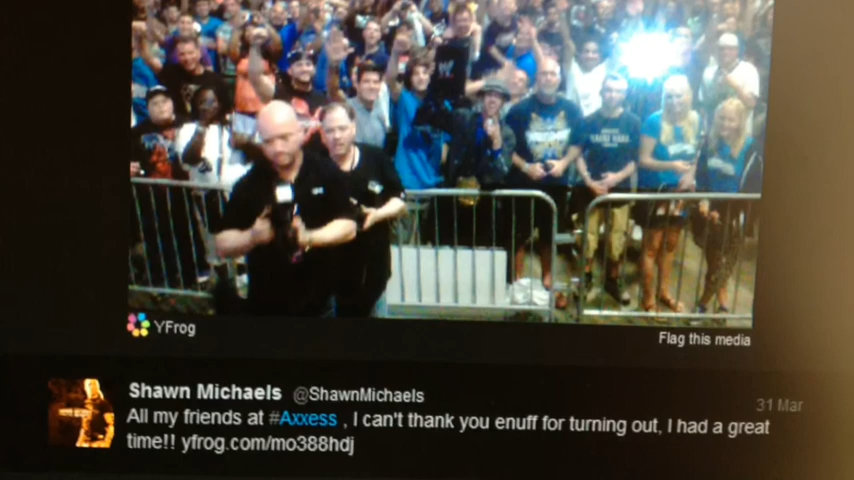 YFrog
Flag this media
Shawn Michaels @ShawnMichaels
31 Mar
All my friends at #Axxess , I can't thank you enuff for turning out, I had a great
time!! yfrog.com/mo388hdj